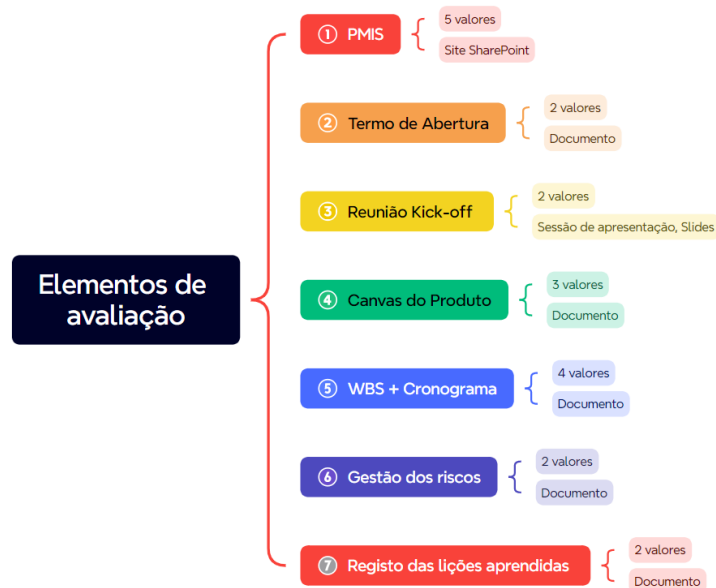 Elementos de
avaliação
① PMIS
5 valores
Site SharePoint
② Termo de Abertura
2 valores
Documento
③ Reunião Kick-off
2 valores
Sessão de apresentação, Slides
④ Canvas do Produto
3 valores
Documento
⑤ WBS + Cronograma
4 valores
Documento
⑥ Gestão dos riscos
2 valores
Documento
⑦ Registo das lições aprendidas
2 valores
Documento